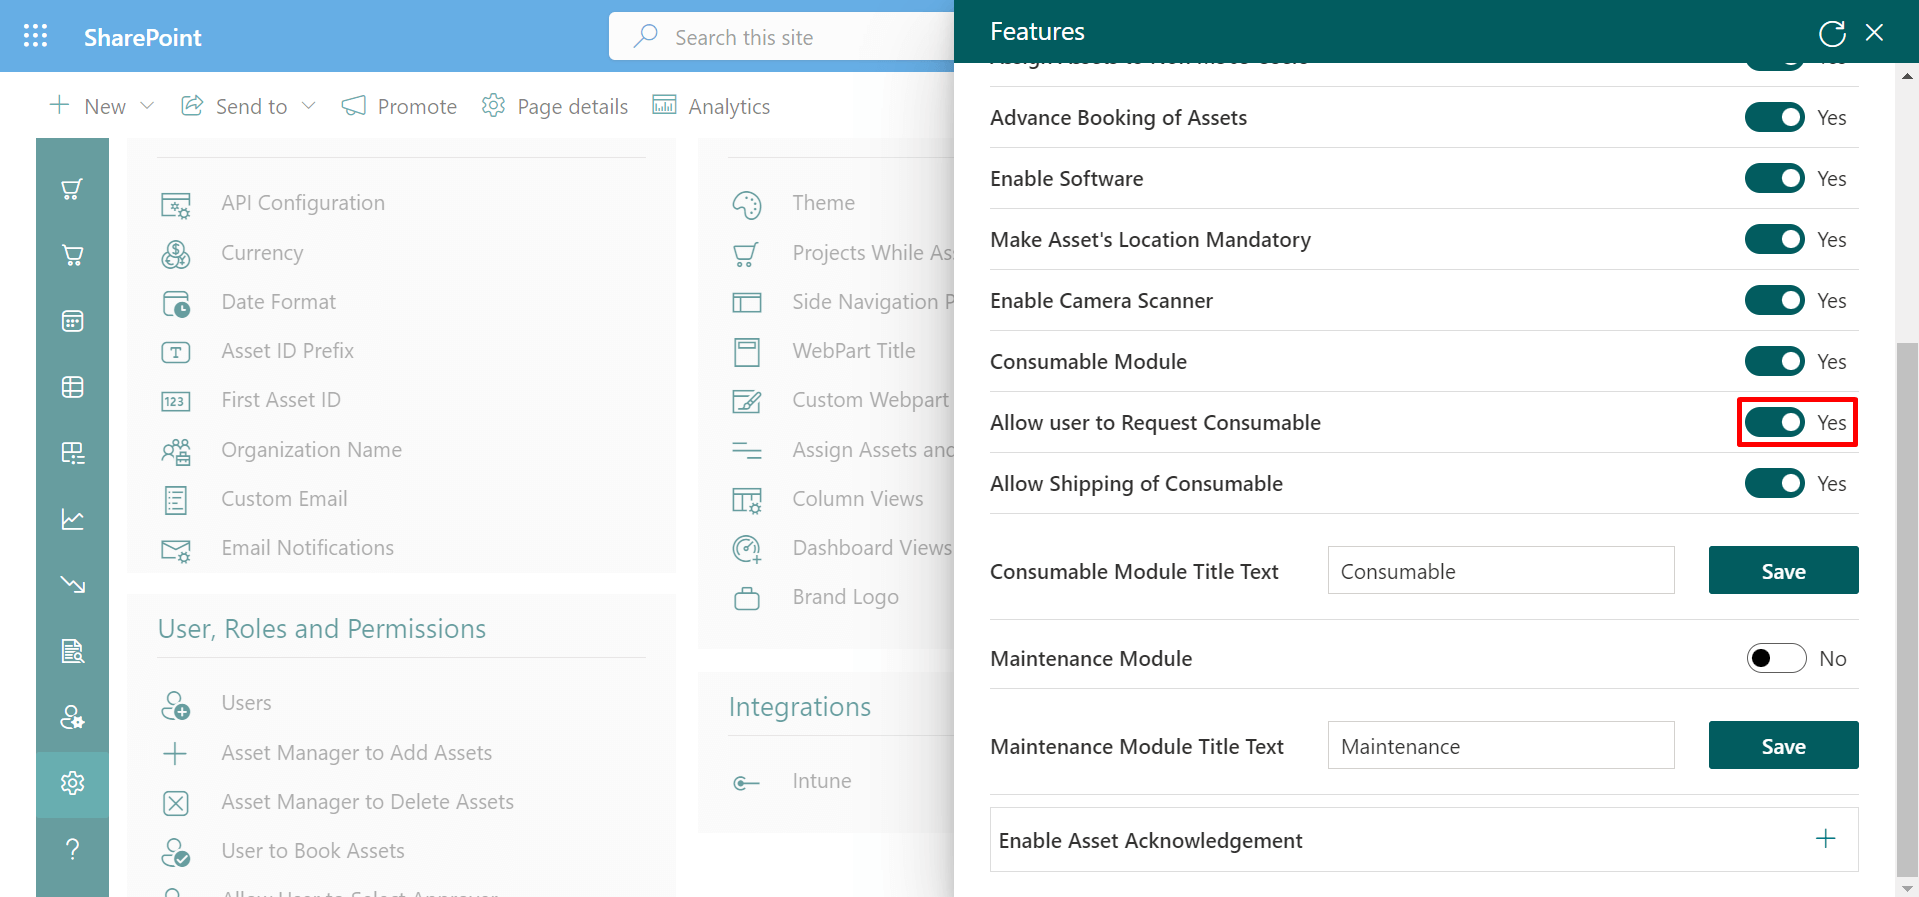 SharePoint
Search this site
New
Send to
Promote
Page details
Analytics
API Configuration
Currency
Date Format
Asset ID Prefix
First Asset ID
Organization Name
Custom Email
Email Notifications
User, Roles and Permissions
Users
Asset Manager to Add Assets
Asset Manager to Delete Assets
User to Book Assets
Theme
Projects While As
Side Navigation P
WebPart Title
Custom Webpart
Assign Assets and
Column Views
Dashboard Views
Brand Logo
Integrations
Intune
Features
Advance Booking of Assets Yes
Enable Software Yes
Make Asset's Location Mandatory Yes
Enable Camera Scanner Yes
Consumable Module Yes
Allow user to Request Consumable Yes
Allow Shipping of Consumable Yes
Consumable Module Title Text Consumable Save
Maintenance Module No
Maintenance Module Title Text Maintenance Save
Enable Asset Acknowledgement